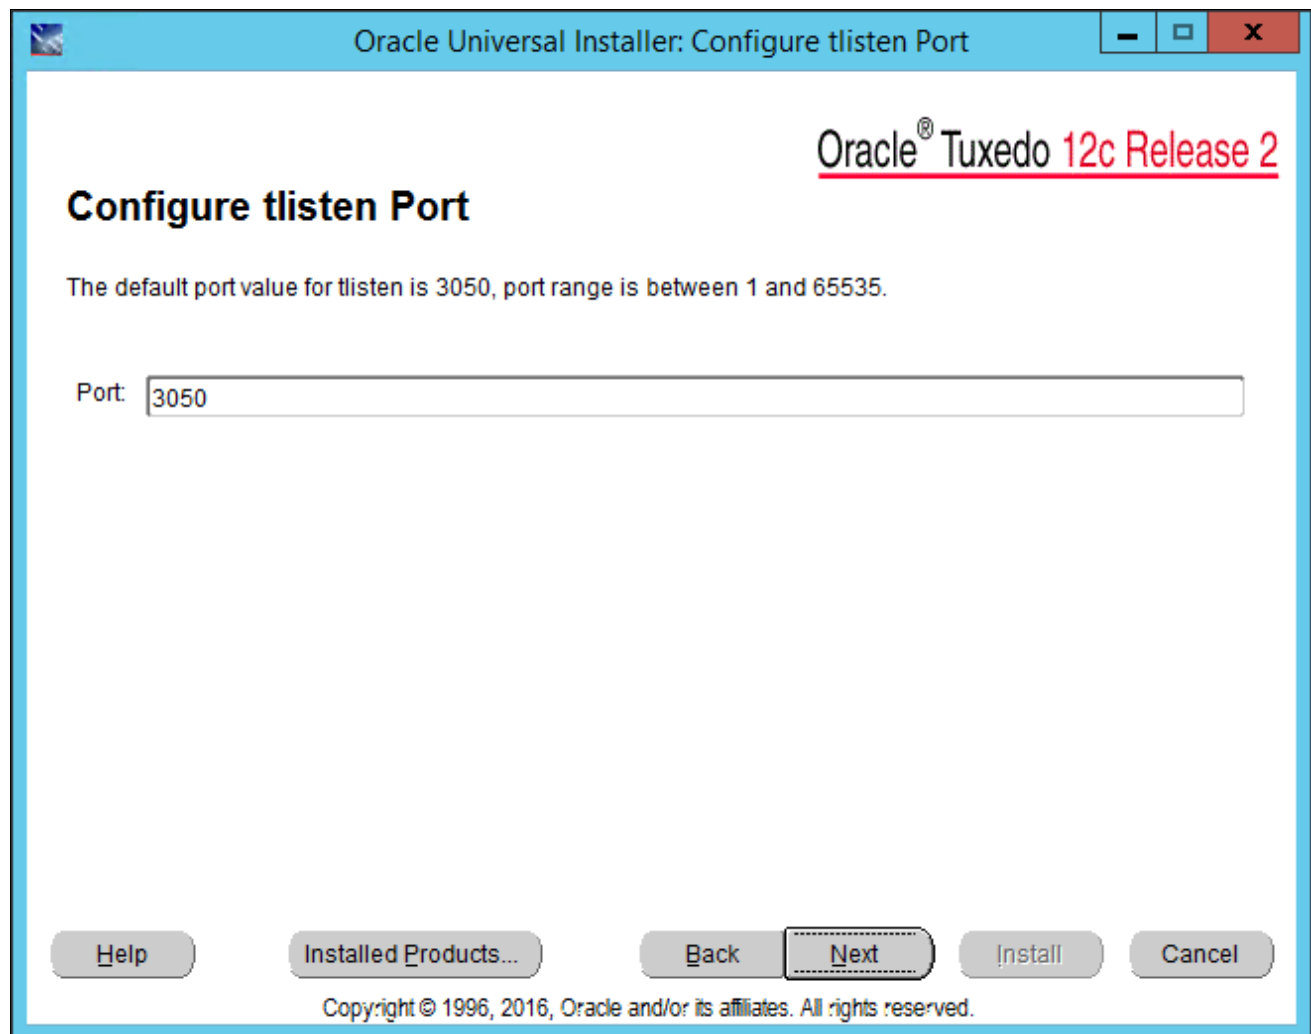 Oracle Universal Installer: Configure tlisten Port
Oracle® Tuxedo 12c Release 2
Configure tlisten Port
The default port value for tlisten is 3050, port range is between 1 and 65535.
Port: 3050
Help Installed Products... Back Next Install Cancel
Copyright © 1996, 2016, Oracle and/or its affiliates. All rights reserved.